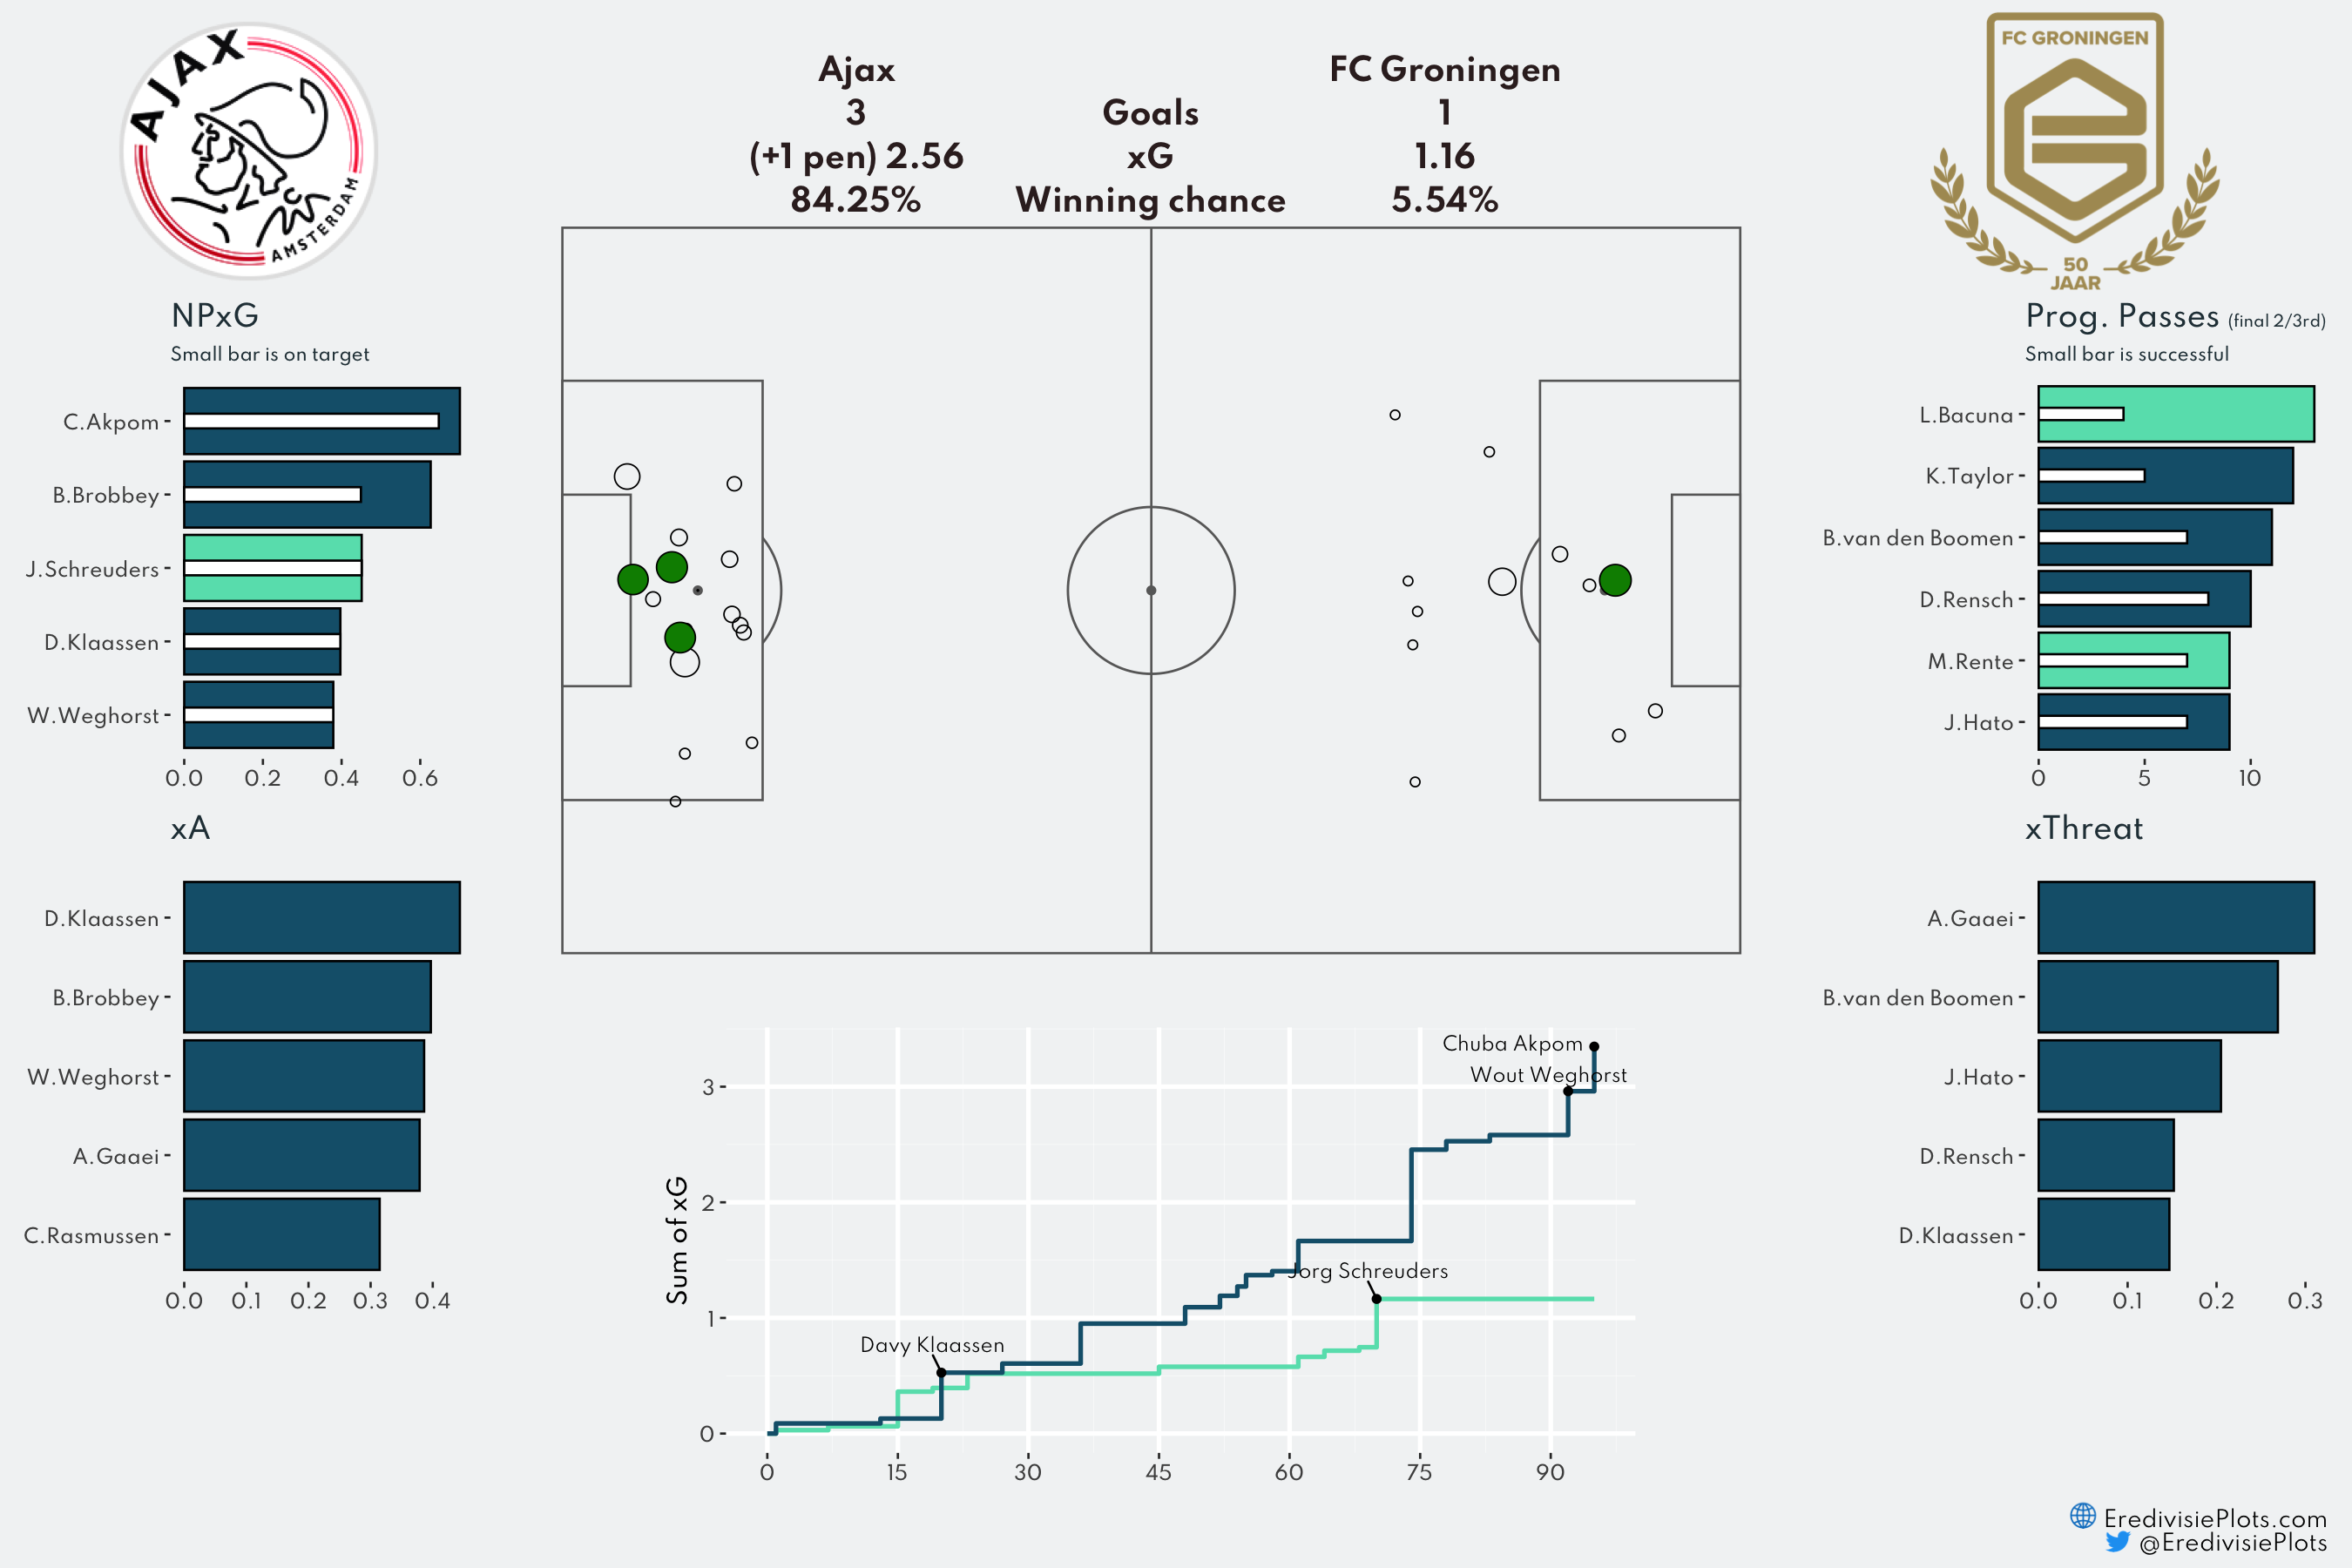 AJAX
AMSTERDAM
FC GRONINGEN
50
JAAR
Ajax FC Groningen
3 Goals 1
(+1 pen) 2.56 xG 1.16
84.25% Winning chance 5.54%
NPxG
Small bar is on target
C.Akpom
B.Brobbey
J.Schreuders
D.Klaassen
W.Weghorst
0.0 0.2 0.4 0.6
xA
D.Klaassen
B.Brobbey
W.Weghorst
A.Gaaei
C.Rasmussen
0.0 0.1 0.2 0.3 0.4
Chuba Akpom
Wout Weghorst
Jorg Schreuders
Davy Klaassen
Sum of xG
3
2
1
0
0 15 30 45 60 75 90
Prog. Passes (final 2/3rd)
Small bar is successful
L.Bacuna
K.Taylor
B.van den Boomen
D.Rensch
M.Rente
J.Hato
0 5 10
xThreat
A.Gaaei
B.van den Boomen
J.Hato
D.Rensch
D.Klaassen
0.0 0.1 0.2 0.3
EredivisiePlots.com
@EredivisiePlots